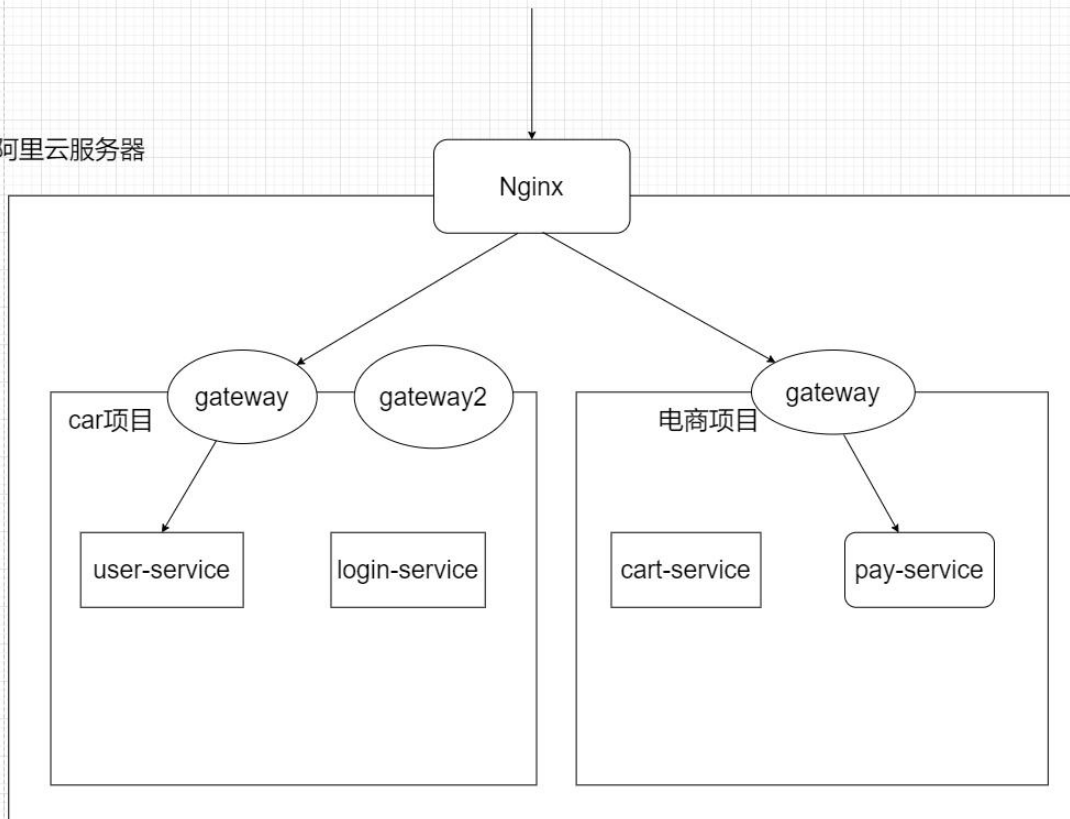 阿里云服务器
Nginx
gateway
gateway2
gateway
car项目
电商项目
user-service
login-service
cart-service
pay-service